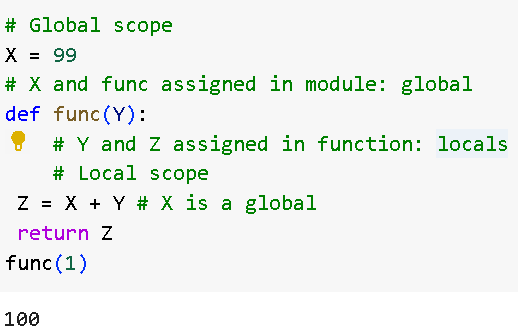 # Global scope
X = 99
# X and func assigned in module: global
def func(Y):
    # Y and Z assigned in function: locals
    # Local scope
 Z = X + Y # X is a global
 return Z
func(1)
100